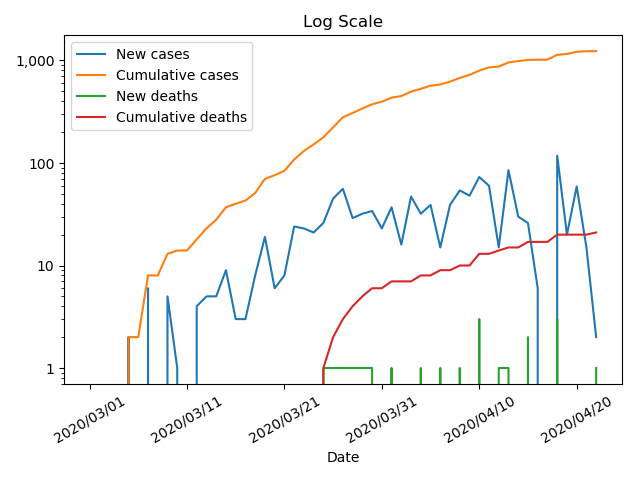 Log Scale
New cases
Cumulative cases
New deaths
Cumulative deaths
1,000
100
10
1
2020/03/01
2020/03/11
2020/03/21
2020/03/31
2020/04/10
2020/04/20
Date